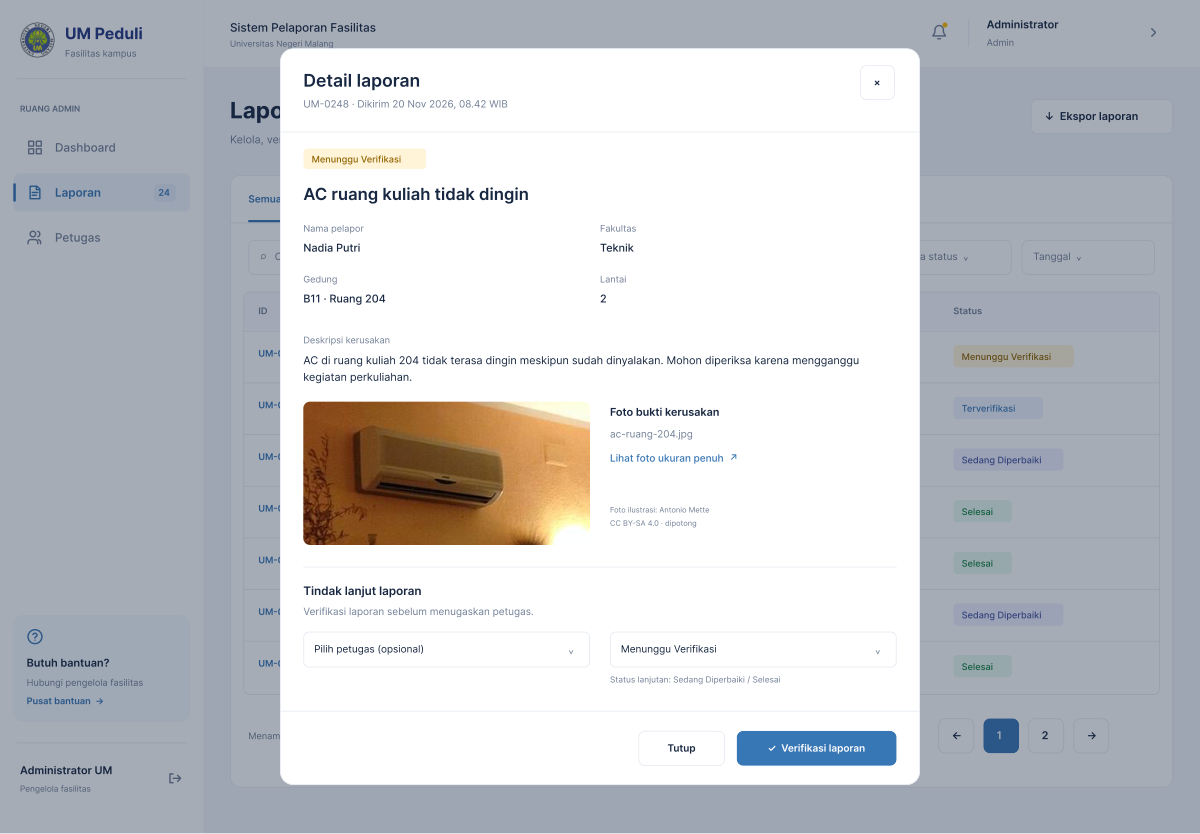 UM Peduli
Fasilitas kampus
RUANG ADMIN
Dashboard
Laporan 24
Petugas
Butuh bantuan?
Hubungi pengelola fasilitas
Pusat bantuan →
Administrator UM
Pengelola fasilitas
Sistem Pelaporan Fasilitas
Universitas Negeri Malang
Administrator
Admin
↓ Ekspor laporan
Tanggal
ID
Status
Menunggu Verifikasi
Terverifikasi
Sedang Diperbaiki
Selesai
Selesai
Sedang Diperbaiki
Selesai
← 1 2 →
Detail laporan
UM-0248 · Dikirim 20 Nov 2026, 08.42 WIB
×
Menunggu Verifikasi
AC ruang kuliah tidak dingin
Nama pelapor
Nadia Putri
Fakultas
Teknik
Gedung
B11 · Ruang 204
Lantai
2
Deskripsi kerusakan
AC di ruang kuliah 204 tidak terasa dingin meskipun sudah dinyalakan. Mohon diperiksa karena mengganggu
kegiatan perkuliahan.
Foto bukti kerusakan
ac-ruang-204.jpg
Lihat foto ukuran penuh ↗
Foto ilustrasi: Antonio Mette
CC BY-SA 4.0 · dipotong
Tindak lanjut laporan
Verifikasi laporan sebelum menugaskan petugas.
Pilih petugas (opsional)
Menunggu Verifikasi
Status lanjutan: Sedang Diperbaiki / Selesai
Tutup
✓ Verifikasi laporan